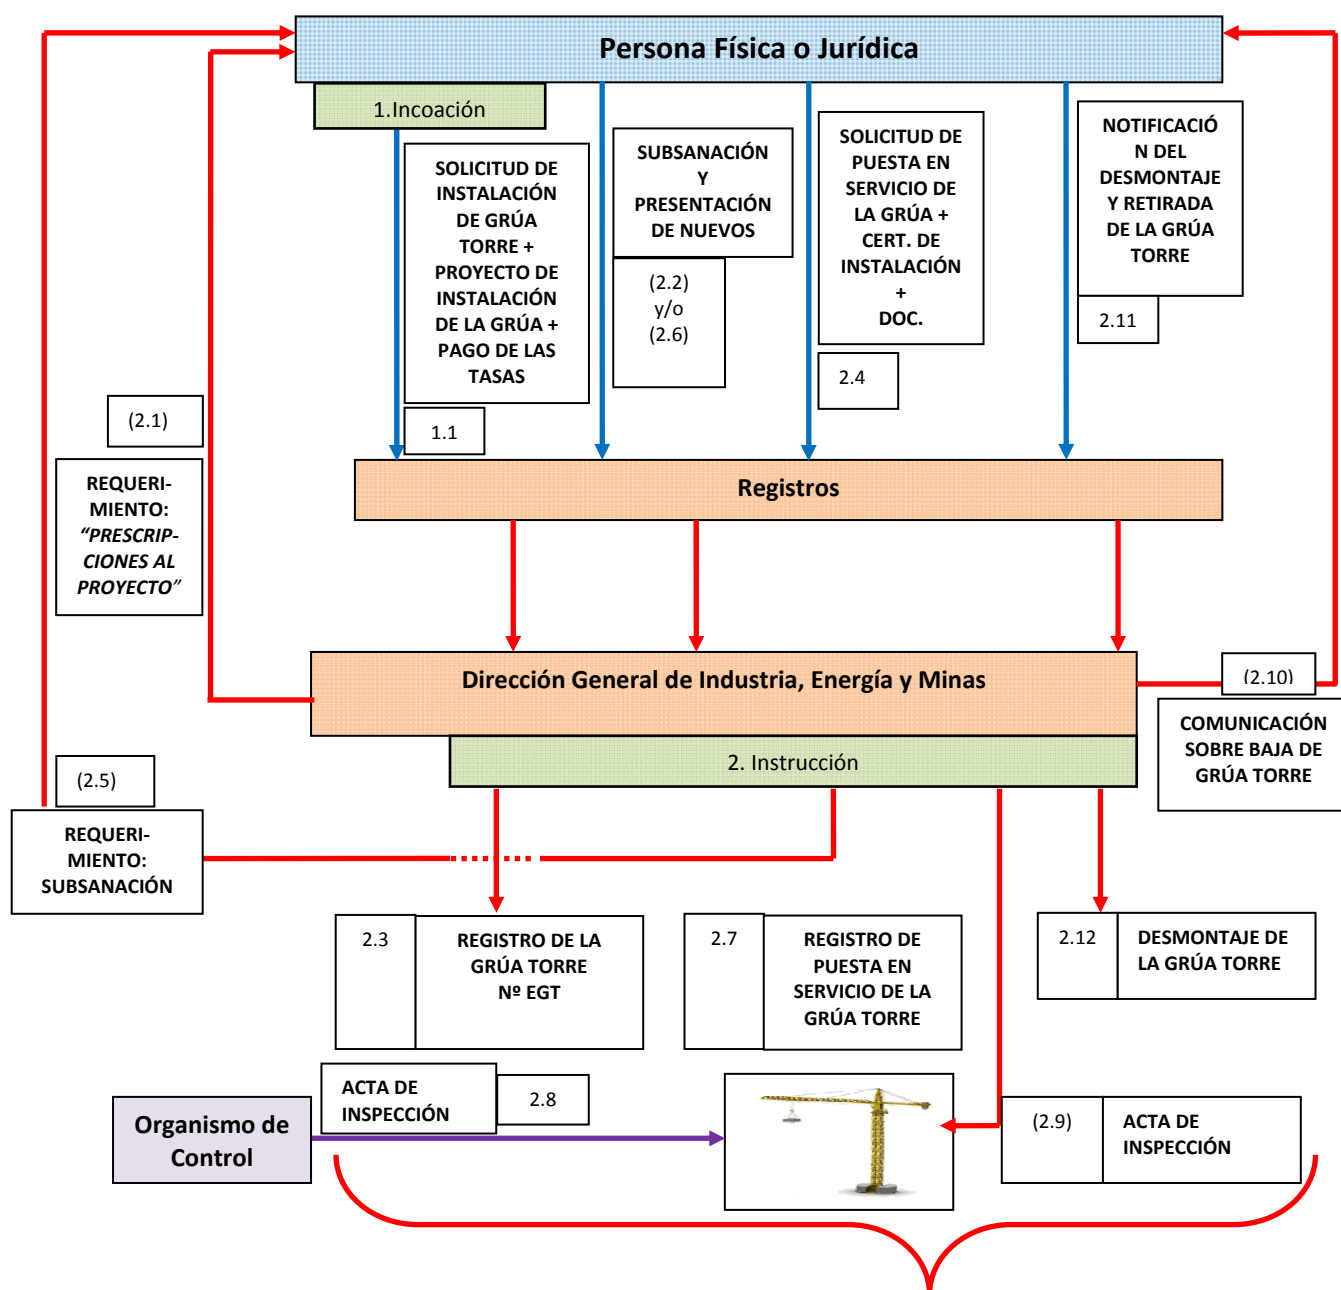 Persona Física o Jurídica
1.Incoación
SOLICITUD DE
INSTALACIÓN
DE GRÚA
TORRE +
PROYECTO DE
INSTALACIÓN
DE LA GRÚA +
PAGO DE LAS
TASAS
1.1
SUBSANACIÓN
Y
PRESENTACIÓN
DE NUEVOS
(2.2)
y/o
(2.6)
SOLICITUD DE
PUESTA EN
SERVICIO DE
LA GRÚA +
CERT. DE
INSTALACIÓN
+
DOC.
2.4
NOTIFICACIÓ
N DEL
DESMONTAJE
Y RETIRADA
DE LA GRÚA
TORRE
2.11
(2.1)
REQUERI-
MIENTO:
“PRESCRIP-
CIONES AL
PROYECTO”
Registros
Dirección General de Industria, Energía y Minas
2. Instrucción
(2.10)
COMUNICACIÓN
SOBRE BAJA DE
GRÚA TORRE
(2.5)
REQUERI-
MIENTO:
SUBSANACIÓN
2.3
REGISTRO DE LA
GRÚA TORRE
Nº EGT
2.7
REGISTRO DE
PUESTA EN
SERVICIO DE LA
GRÚA TORRE
2.12
DESMONTAJE DE
LA GRÚA TORRE
ACTA DE
INSPECCIÓN
2.8
Organismo de
Control
(2.9)
ACTA DE
INSPECCIÓN